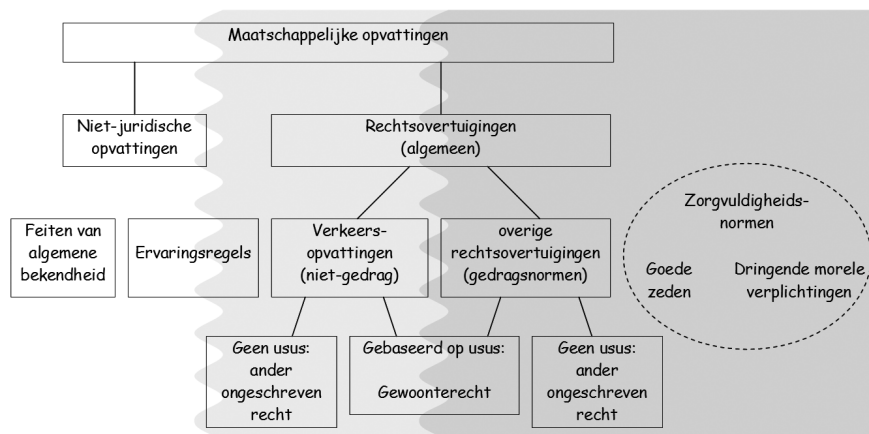 Maatschappelijke opvattingen
Niet-juridische
opvattingen
Rechtsovertuigingen
(algemeen)
Feiten van
algemene
bekendheid
Ervaringsregels
Verkeers-
opvattingen
(niet-gedrag)
overige
rechtsovertuigingen
(gedragsnormen)
Zorgvuldigheids-
normen
Goede
zeden
Dringende morele
verplichtingen
Geen usus:
ander
ongeschreven
recht
Gebaseerd op usus:
Gewoonterecht
Geen usus:
ander
ongeschreven
recht